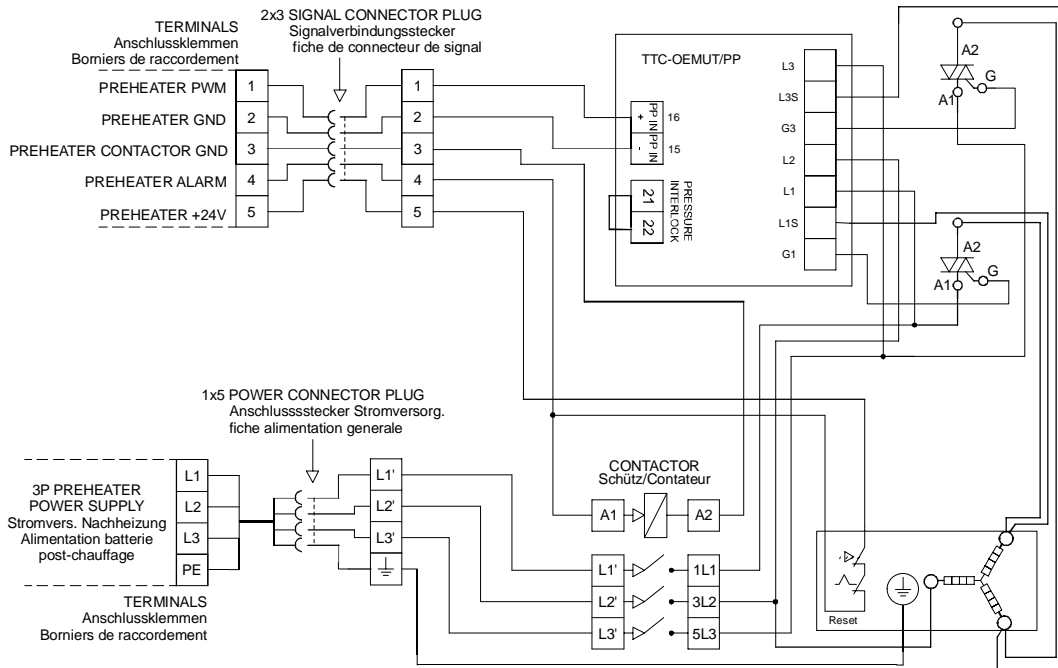 2x3 SIGNAL CONNECTOR PLUG
Signalverbindungsstecker
fiche de connecteur de signal
TERMINALS
Anschlussklemmen
Borniers de raccordement
PREHEATER PWM 1
PREHEATER GND 2
PREHEATER CONTACTOR GND 3
PREHEATER ALARM 4
PREHEATER +24V 5
1
2
3
4
5
TTC-OEMUT/PP
+ PP IN 16
- PP IN 15
21
22
PRESSURE
INTERLOCK
L3
L3S
G3
L2
L1
L1S
G1
A2
G
A1
A2
G
A1
1x5 POWER CONNECTOR PLUG
Anschlusssstecker Stromversorg.
fiche alimentation generale
3P PREHEATER
POWER SUPPLY
Stromvers. Nachheizung
Alimentation batterie
post-chauffage
L1
L2
L3
PE
TERMINALS
Anschlussklemmen
Borniers de raccordement
L1'
L2'
L3'
CONTACTOR
Schütz/Contateur
A1 A2
L1' 1L1
L2' 3L2
L3' 5L3
Reset